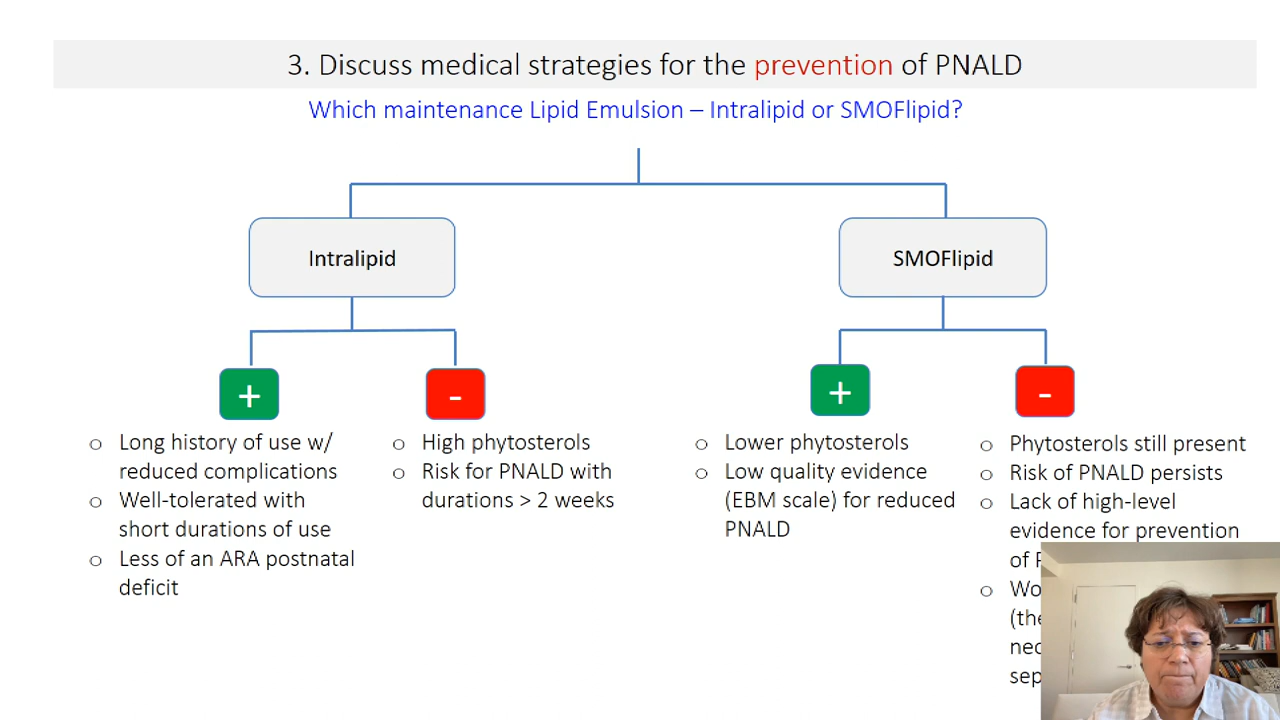 3. Discuss medical strategies for the prevention of PNALD
Which maintenance Lipid Emulsion – Intralipid or SMOFlipid?
Intralipid
SMOFlipid
+
-
+
-
o Long history of use w/
reduced complications
o Well-tolerated with
short durations of use
o Less of an ARA postnatal
deficit
o High phytosterols
o Risk for PNALD with
durations > 2 weeks
o Lower phytosterols
o Low quality evidence
(EBM scale) for reduced
PNALD
o Phytosterols still present
o Risk of PNALD persists
o Lack of high-level
evidence for prevention
of
o